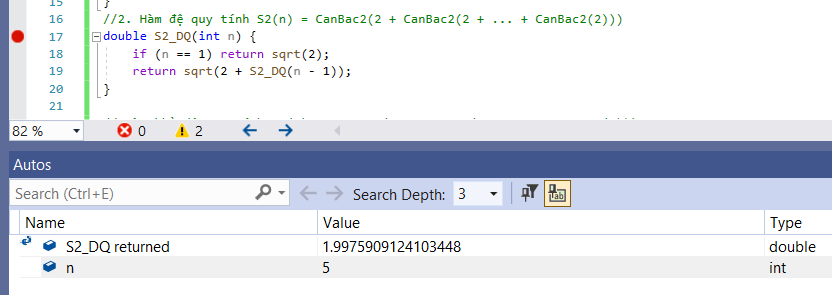 15 }
16 //2. Hàm đệ quy tính S2(n) = CanBac2(2 + CanBac2(2 + ... + CanBac2(2)))
17 double S2_DQ(int n) {
18 if (n == 1) return sqrt(2);
19 return sqrt(2 + S2_DQ(n - 1));
20 }
21
82 % 0 2
Autos
Search (Ctrl+E) Search Depth: 3
Name Value Type
S2_DQ returned 1.9975909124103448 double
n 5 int